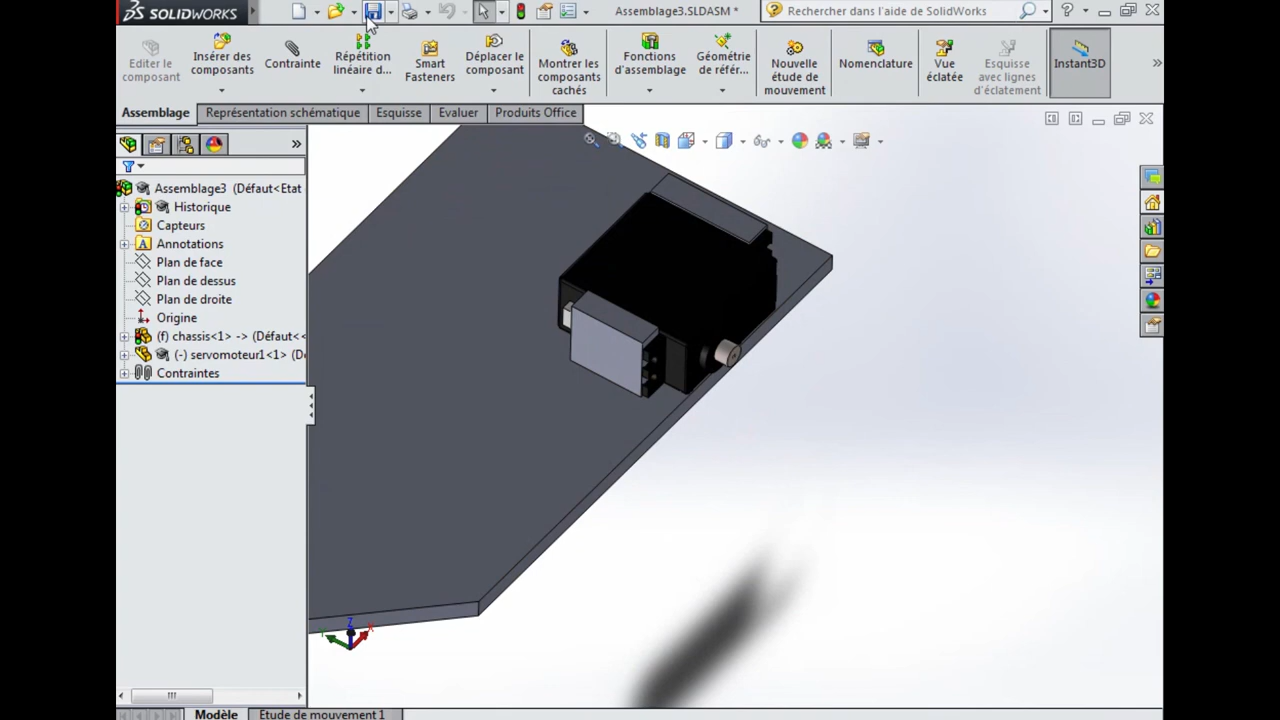 SOLIDWORKS
Assemblage3.SLDASM *
Rechercher dans l'aide de SolidWorks
Editer le
composant
Insérer des
composants
Contrainte
Répétition
linéaire d...
Smart
Fasteners
Déplacer le
composant
Montrer les
composants
cachés
Fonctions
d'assemblage
Géométrie
de référ...
Nouvelle
étude de
mouvement
Nomenclature
Vue
éclatée
Esquisse
avec lignes
d'éclatement
Instant3D
Assemblage
Représentation schématique
Esquisse
Evaluer
Produits Office
Assemblage3 (Défaut<Etat
Historique
Capteurs
Annotations
Plan de face
Plan de dessus
Plan de droite
Origine
(f) chassis<1> -> (Défaut<<
(-) servomoteur1<1> (D
Contraintes
Z
Y
X
Modèle
Etude de mouvement 1